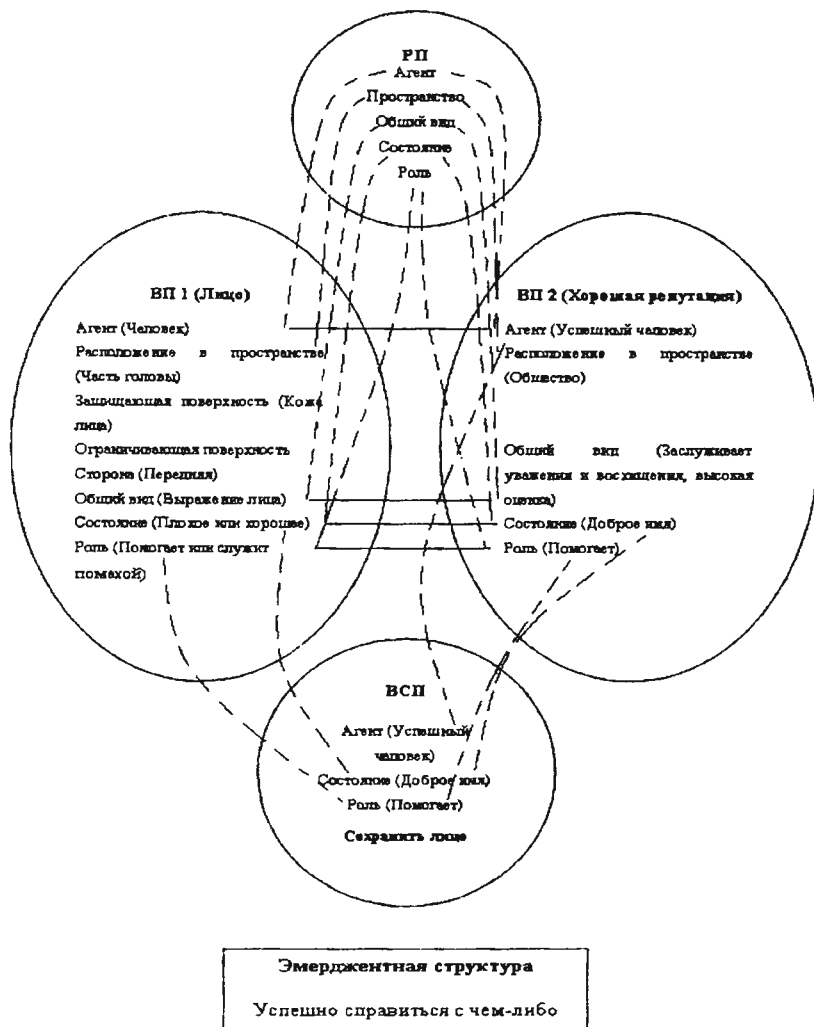 РП
Агент
Пространство
Общий вид
Состояние
Роль
ВП 1 (Лицо)
Агент (Человек)
Расположение в пространстве
(Часть головы)
Защищающая поверхность (Кожа
лица)
Ограничивающая поверхность
Сторона (Передняя)
Общий вид (Выражение лица)
Состояние (Плохое или хорошее)
Роль (Помогает или служит
помехой)
ВП 2 (Хорошая репутация)
Агент (Успешный человек)
Расположение в пространстве
(Общество)
Общий вид (Заслуживает
уважения и восхищения, высокая
оценка)
Состояние (Доброе имя)
Роль (Помогает)
ВСП
Агент (Успешный
человек)
Состояние (Доброе имя)
Роль (Помогает)
Сохранить лицо
Эмерджентная структура
Успешно справиться с чем-либо